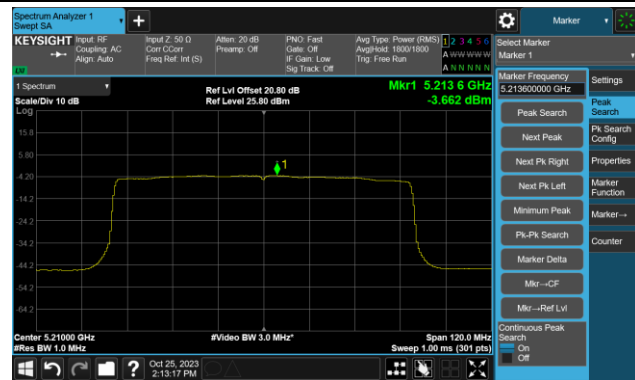 Spectrum Analyzer 1
Swept SA
Marker
KEYSIGHT
Input: RF
Coupling: AC
Align: Auto
Input Z: 50 Ω
Corr CCorr
Freq Ref: Int (S)
Atten: 20 dB
Preamp: Off
PNO: Fast
Gate: Off
IF Gain: Low
Sig Track: Off
Avg Type: Power (RMS)
Avg|Hold: 1800/1800
Trig: Free Run
1 2 3 4 5 6
A W W W W W
A N N N N N
Select Marker
Marker 1
LXI
1 Spectrum
Scale/Div 10 dB
Log
Ref Lvl Offset 20.80 dB
Ref Level 25.80 dBm
Mkr1 5.213 6 GHz
-3.662 dBm
15.8
5.80
-4.20
-14.2
-24.2
-34.2
-44.2
-54.2
-64.2
1
Center 5.21000 GHz
#Res BW 1.0 MHz
#Video BW 3.0 MHz*
Span 120.0 MHz
Sweep 1.00 ms (301 pts)
Marker Frequency
5.213600000 GHz
Peak Search
Next Peak
Next Pk Right
Next Pk Left
Minimum Peak
Pk-Pk Search
Marker Delta
Mkr→CF
Mkr→Ref Lvl
Continuous Peak
Search
On
Off
Settings
Peak
Search
Pk Search
Config
Properties
Marker
Function
Marker→
Counter
?
Oct 25, 2023
2:13:17 PM